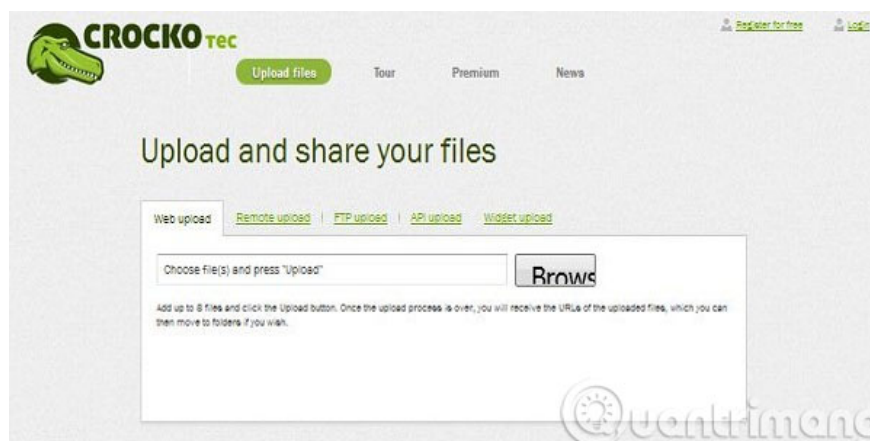 CROCKO TEC
Register for free
Login
Upload files
Tour
Premium
News
Upload and share your files
Web upload
Remote upload | FTP upload | API upload Widget upload
Choose file(s) and press "Upload"
Brows
Add up to 8 files and click the Upload button. Once the upload process is over, you will receive the URLs of the uploaded files, which you can
then move to folders if you wish.
Quantrimang